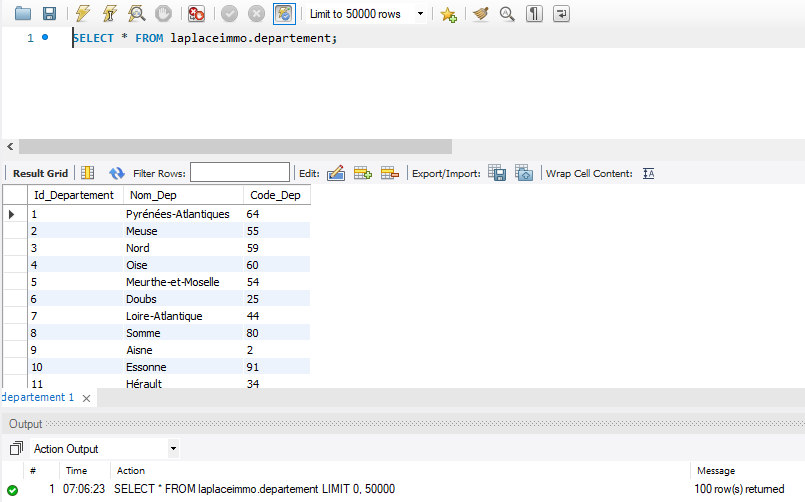 Limit to 50000 rows
1 SELECT * FROM laplaceimmo.departement;
Result Grid Filter Rows: Edit: Export/Import: Wrap Cell Content:
Id_Departement Nom_Dep Code_Dep
1 Pyrénées-Atlantiques 64
2 Meuse 55
3 Nord 59
4 Oise 60
5 Meurthe-et-Moselle 54
6 Doubs 25
7 Loire-Atlantique 44
8 Somme 80
9 Aisne 2
10 Essonne 91
11 Hérault 34
departement 1
Output
Action Output
# Time Action Message
1 07:06:23 SELECT * FROM laplaceimmo.departement LIMIT 0, 50000 100 row(s) returned